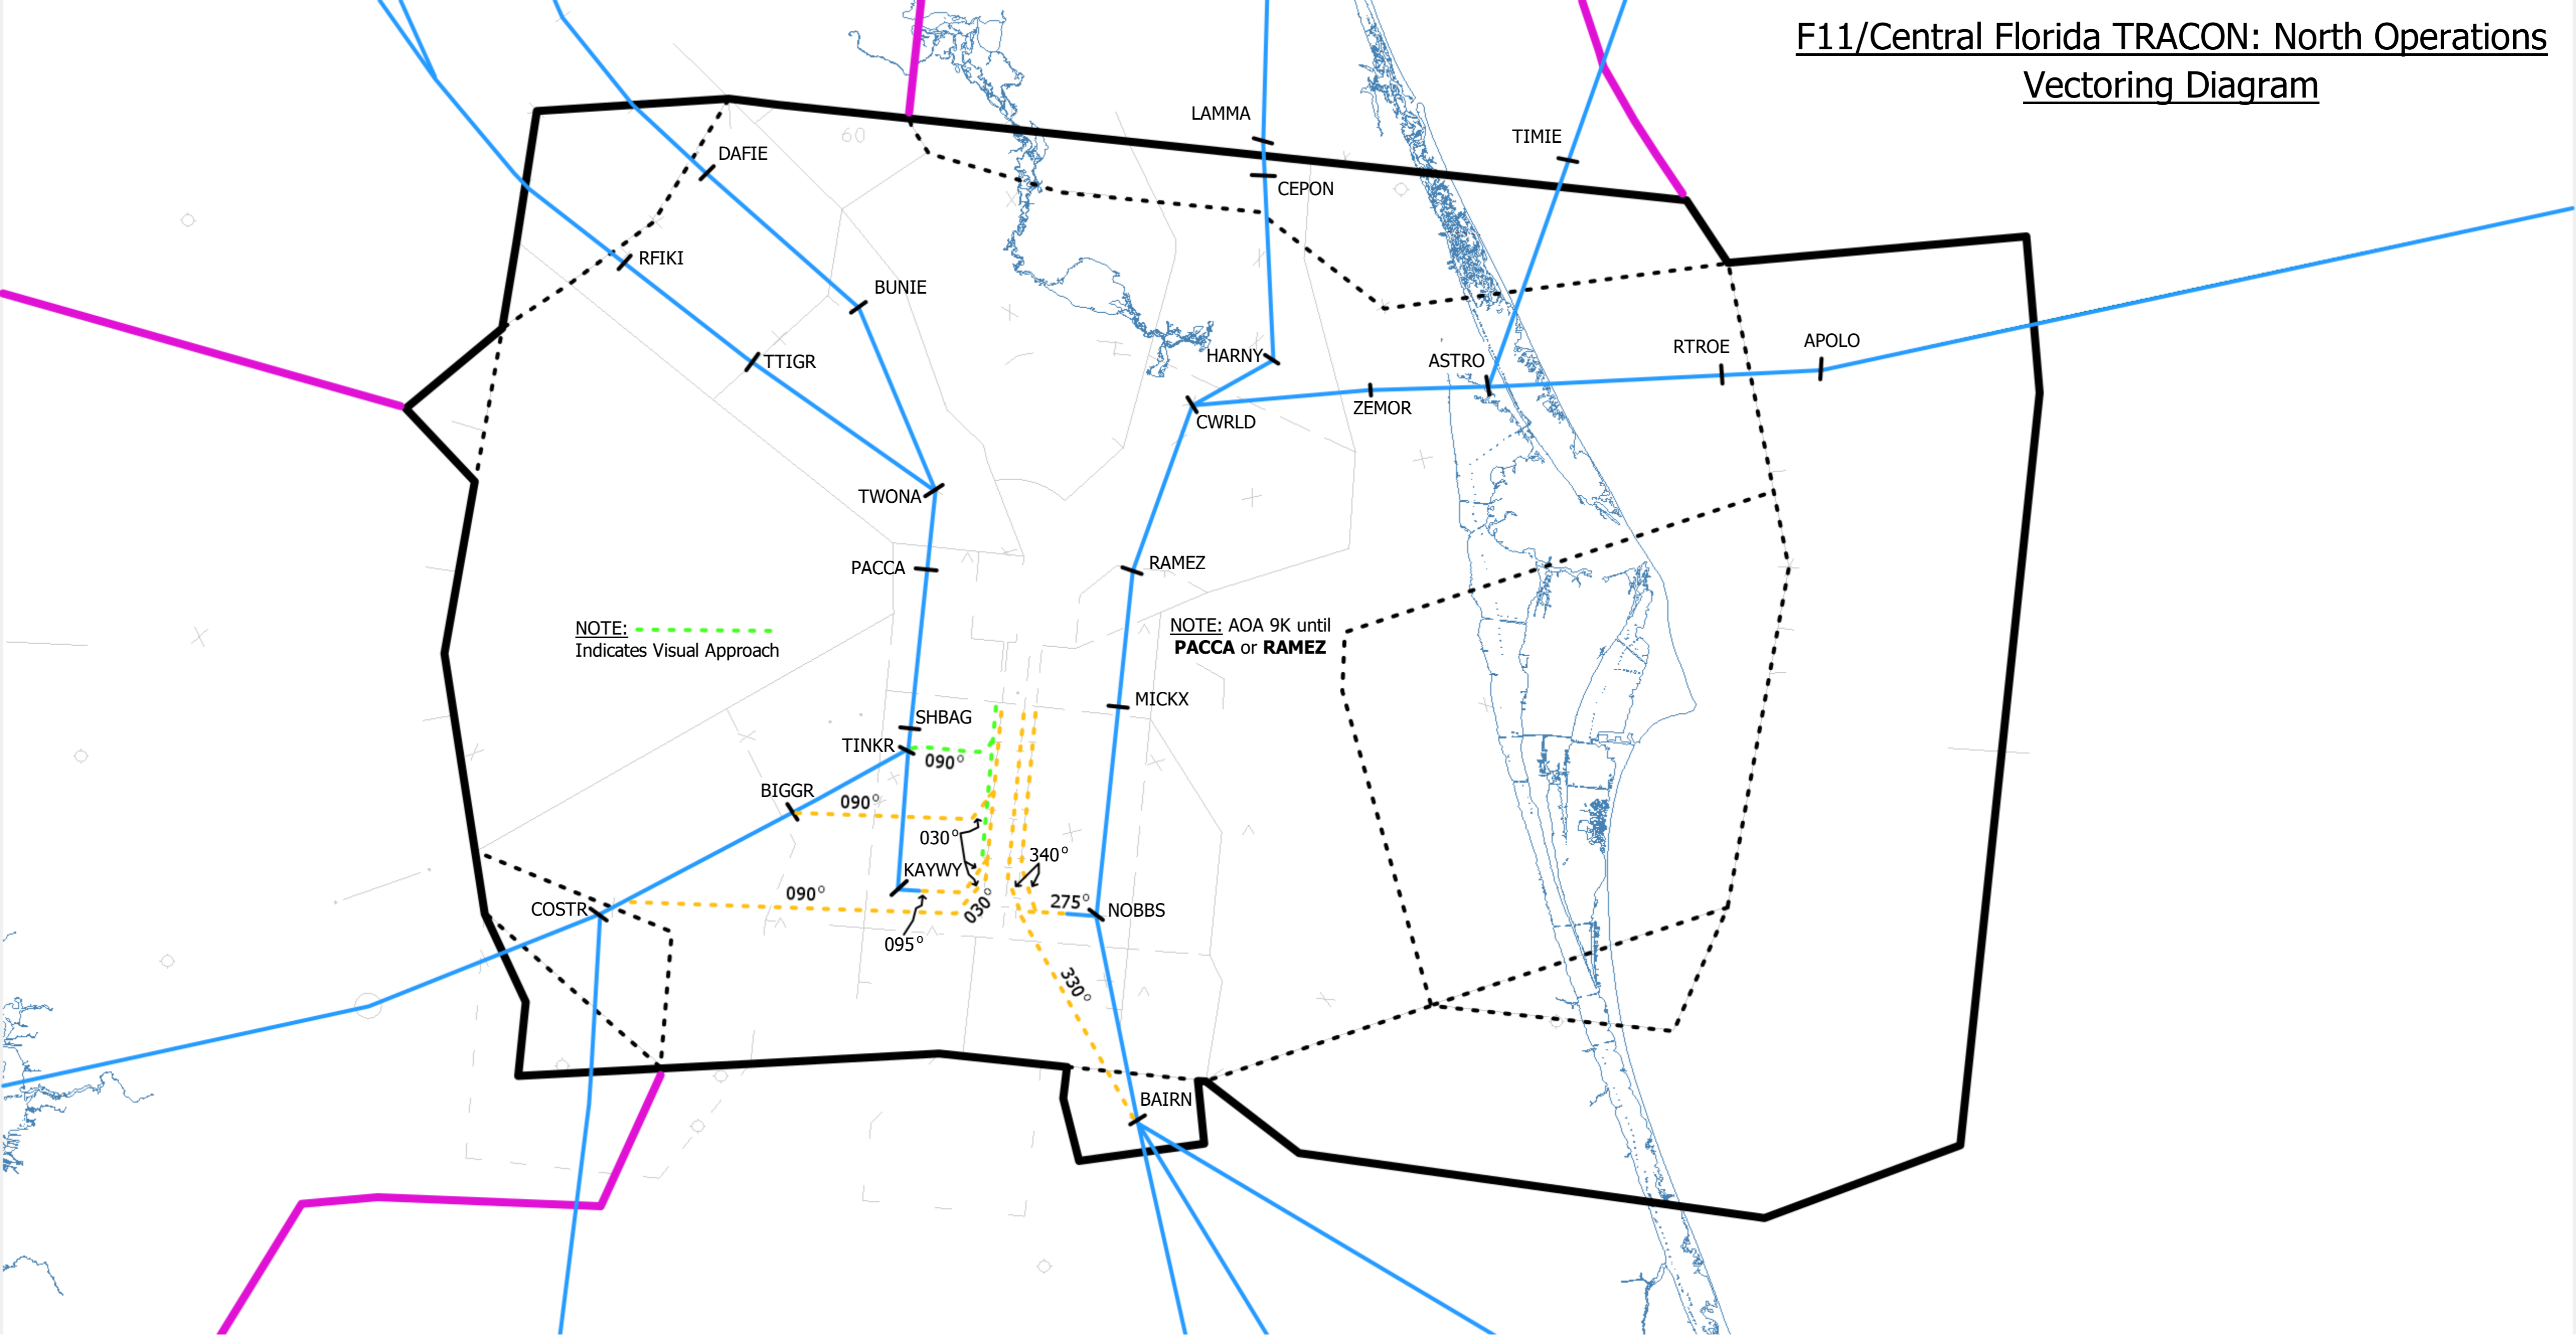 F11/Central Florida TRACON: North Operations
Vectoring Diagram
LAMMA
TIMIE
60
DAFIE
CEPON
RFIKI
BUNIE
TTIGR
HARNY
ASTRO
RTROE
APOLO
ZEMOR
CWRLD
TWONA
PACCA
RAMEZ
NOTE:
Indicates Visual Approach
NOTE: AOA 9K until
PACCA or RAMEZ
MICKX
SHBAG
TINKR
090°
BIGGR
090°
030°
340°
KAYWY
090°
030°
275°
COSTR
NOBBS
095°
330°
BAIRN